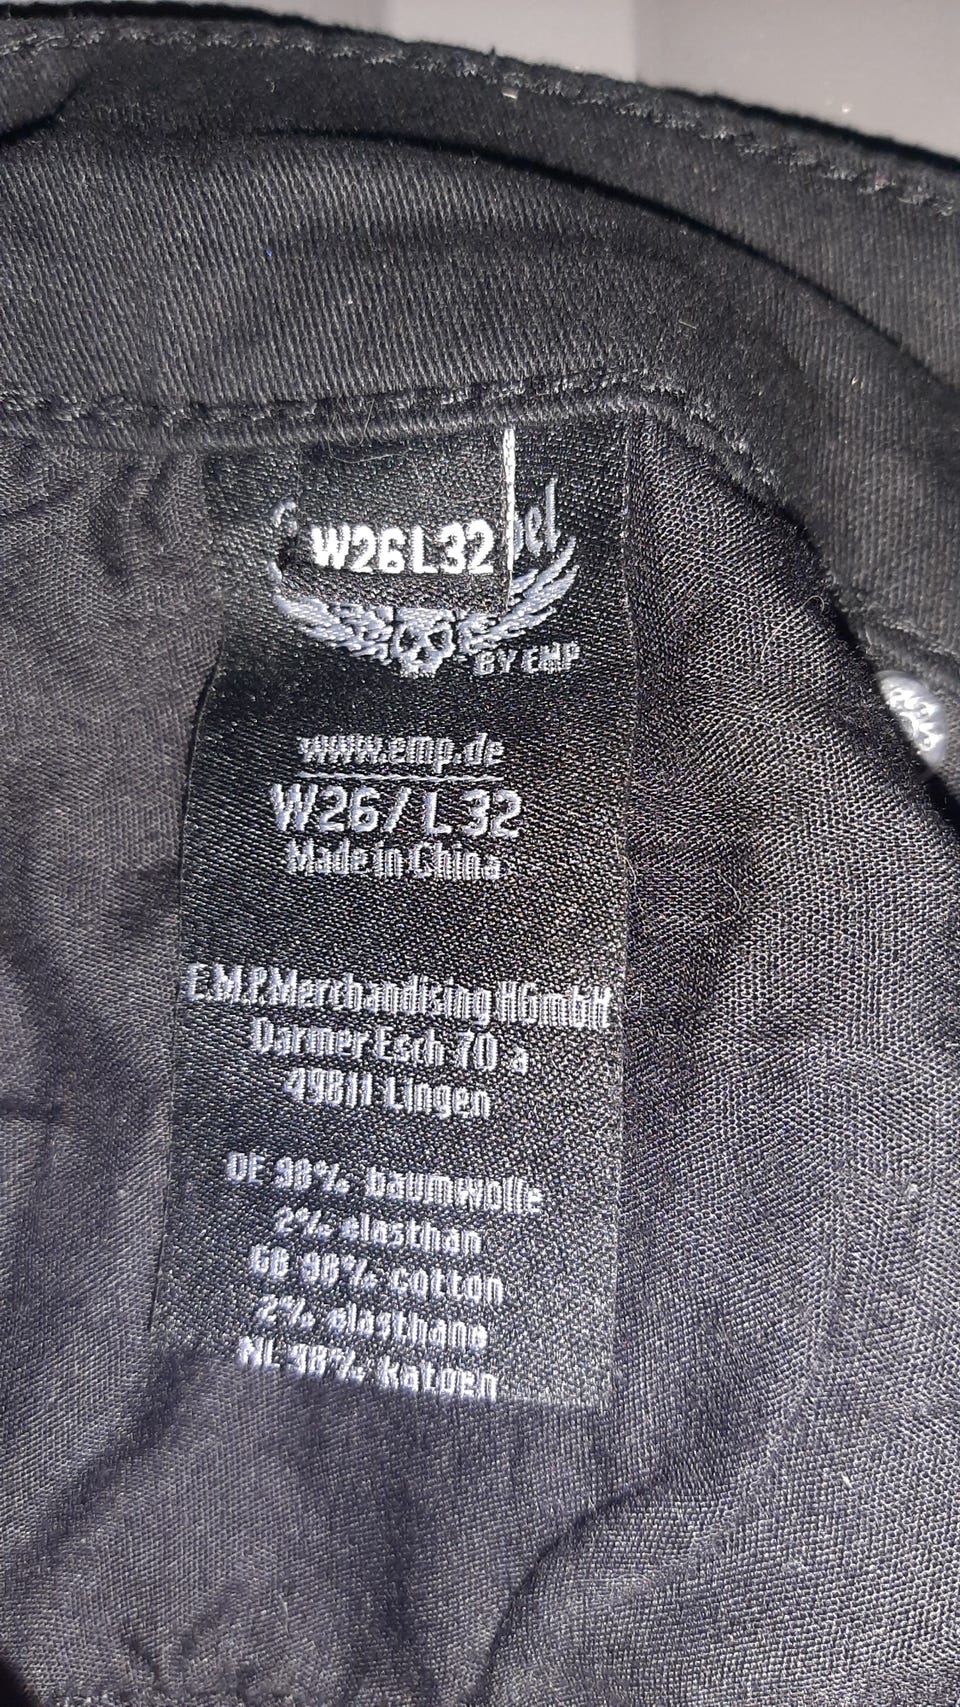 W26L32
BY EMP
www.emp.de
W26/ L 32
Made in China
E.M.P.Merchandising HGmbH
Darmer Esch 70 a
49811 Lingen
DE 98% baumwolle
2% elasthan
GB 98% cotton
2% elasthane
NL 98% katoen